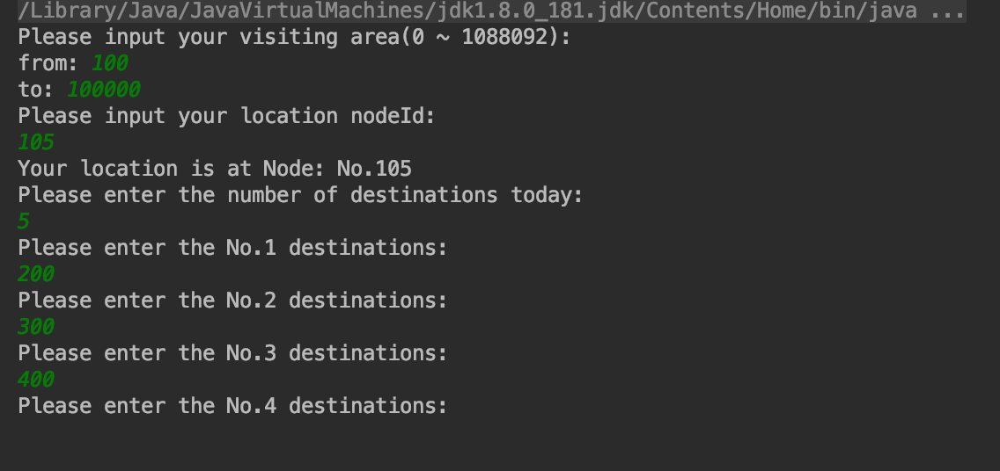 /Library/Java/JavaVirtualMachines/jdk1.8.0_181.jdk/Contents/Home/bin/java ...
Please input your visiting area(0 ~ 1088092):
from: 100
to: 100000
Please input your location nodeId:
105
Your location is at Node: No.105
Please enter the number of destinations today:
5
Please enter the No.1 destinations:
200
Please enter the No.2 destinations:
300
Please enter the No.3 destinations:
400
Please enter the No.4 destinations: